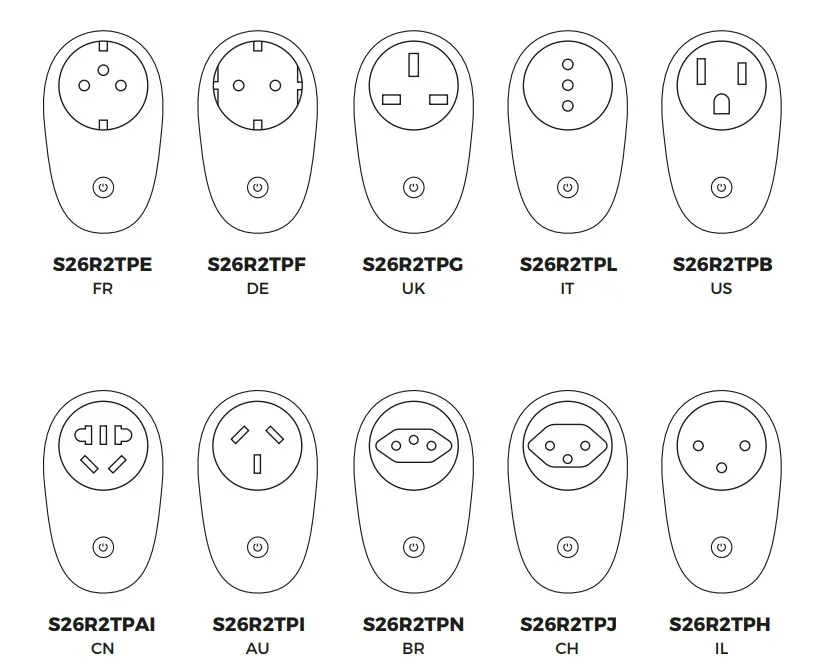 S26R2TPE S26R2TPF S26R2TPG S26R2TPL S26R2TPB
FR DE UK IT US
S26R2TPAI S26R2TPI S26R2TPN S26R2TPJ S26R2TPH
CN AU BR CH IL